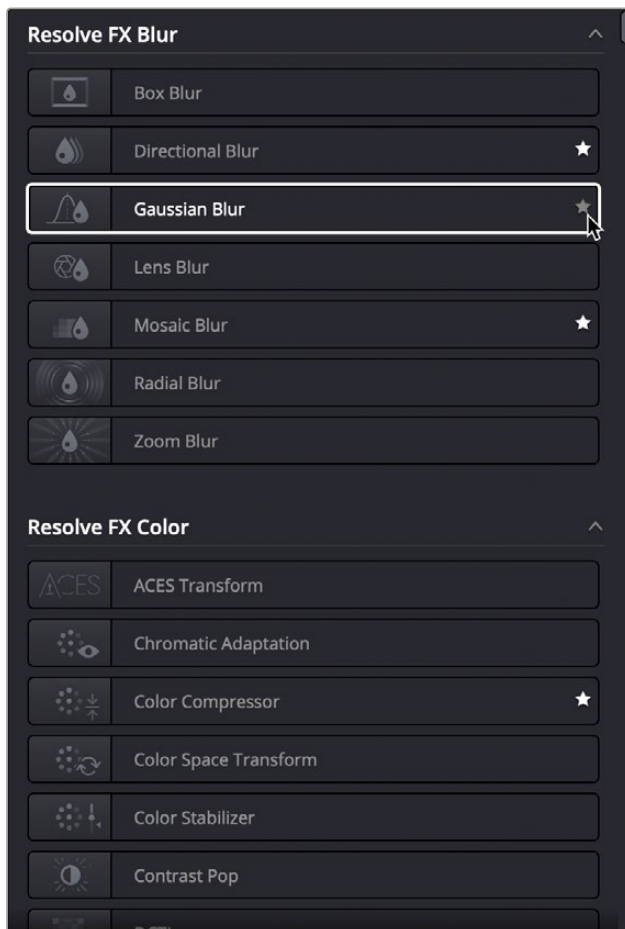 Resolve FX Blur
Box Blur
Directional Blur
Gaussian Blur
Lens Blur
Mosaic Blur
Radial Blur
Zoom Blur
Resolve FX Color
ACES ACES Transform
Chromatic Adaptation
Color Compressor
Color Space Transform
Color Stabilizer
Contrast Pop